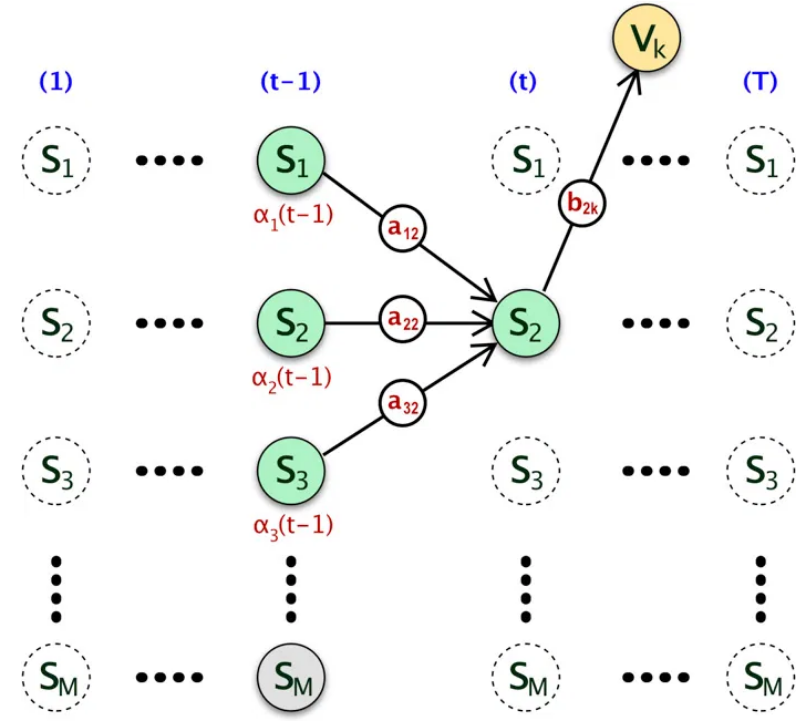 Vk
(1) (t-1) (t) (T)
S1 S1 S1 S1
b2k
α1(t-1)
a12
S2 S2 S2 S2
a22
α2(t-1)
a32
S3 S3 S3 S3
α3(t-1)
SM SM SM SM